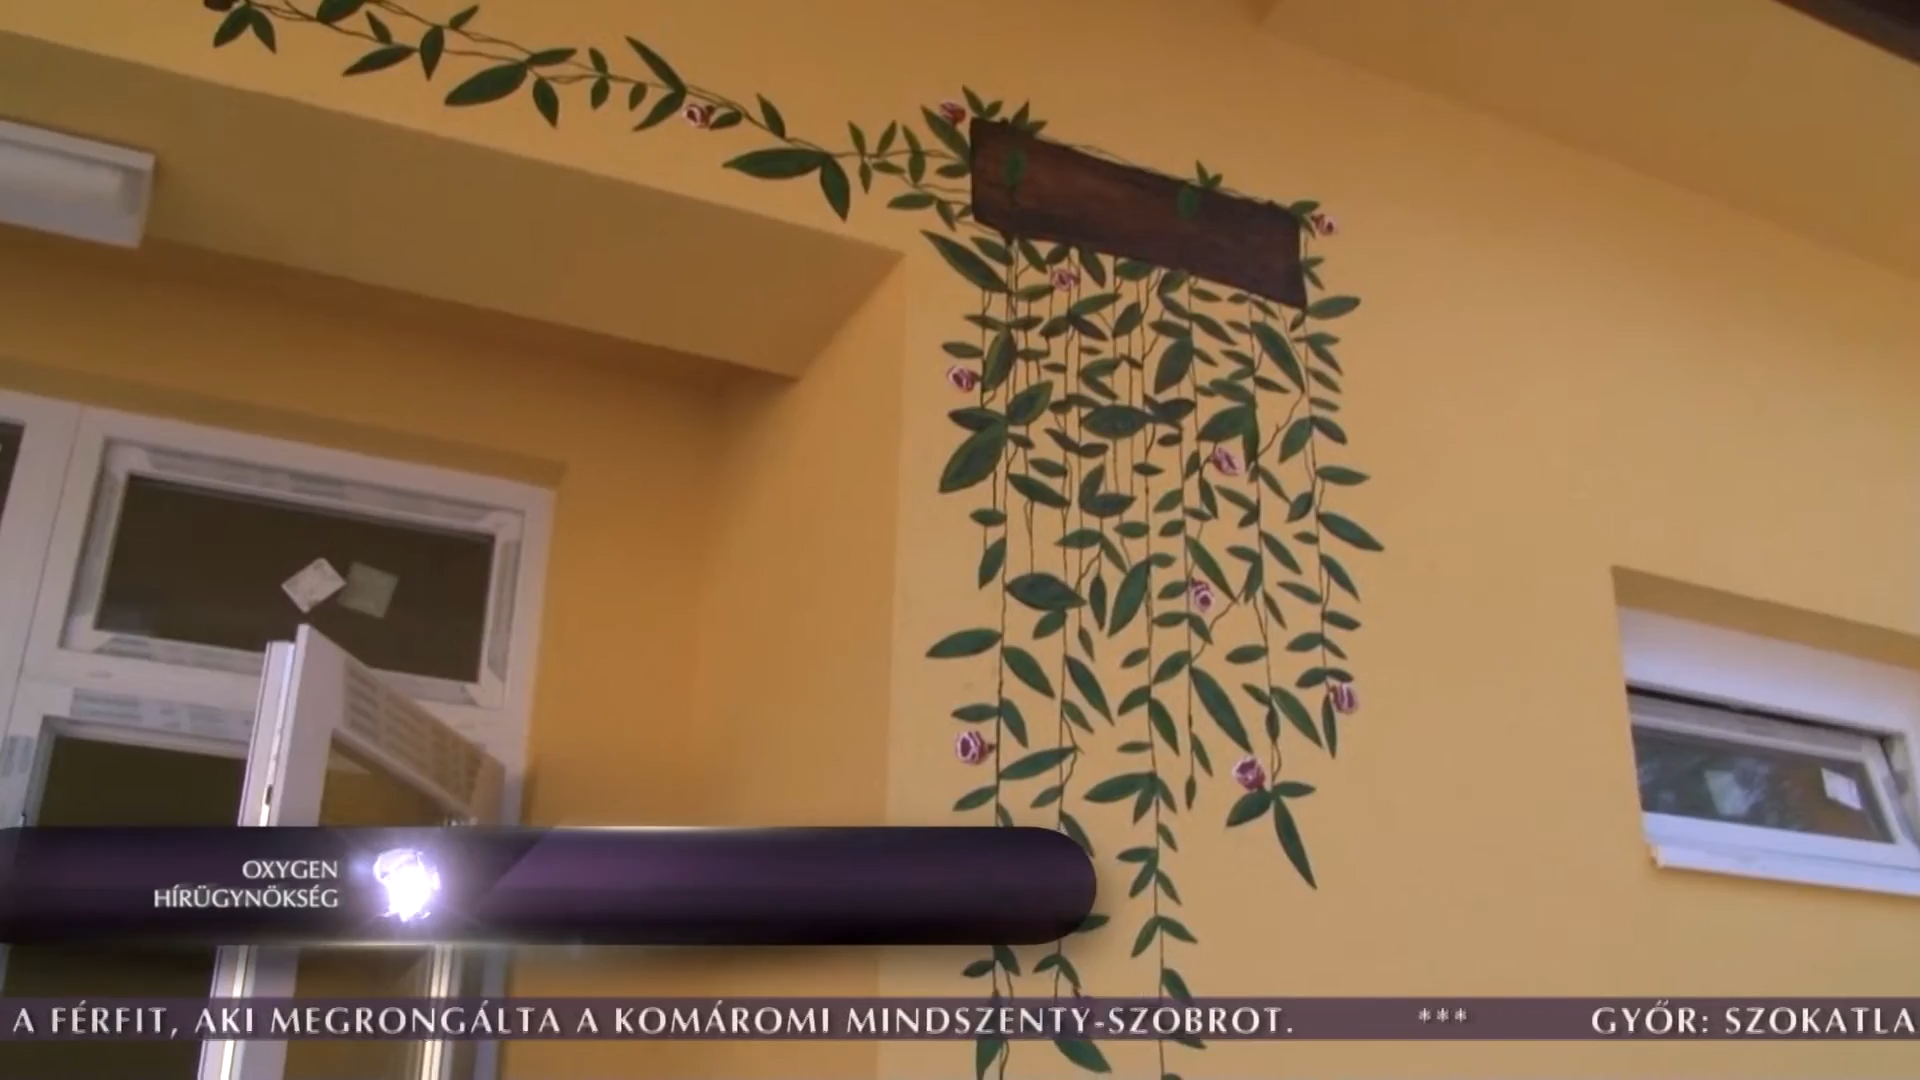 OXYGEN
HÍRÜGYNÖKSÉG
A FÉRFIT, AKI MEGRONGÁLTA A KOMÁROMI MINDSZENTY-SZOBROT. *** GYŐR: SZOKATLA